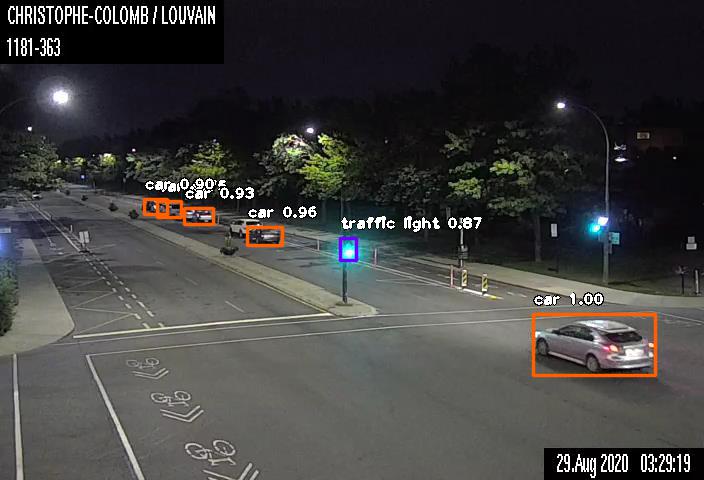 CHRISTOPHE-COLOMB / LOUVAIN
1181-363
car 0.90
car 0.93
car 0.96
traffic light 0.87
car 1.00
29.Aug 2020 03:29:19